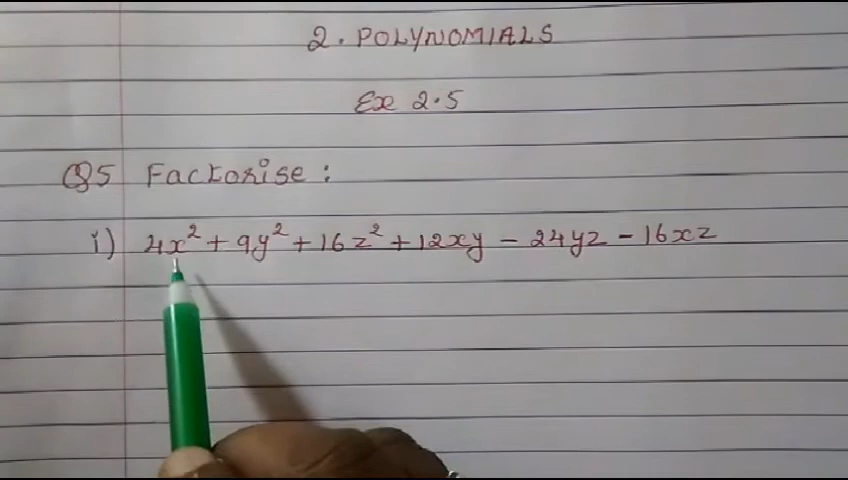 2. POLYNOMIALS
Ex 2.5
Q5 Factorise:
i) 4x² + 9y² + 16z² + 12xy - 24yz - 16xz